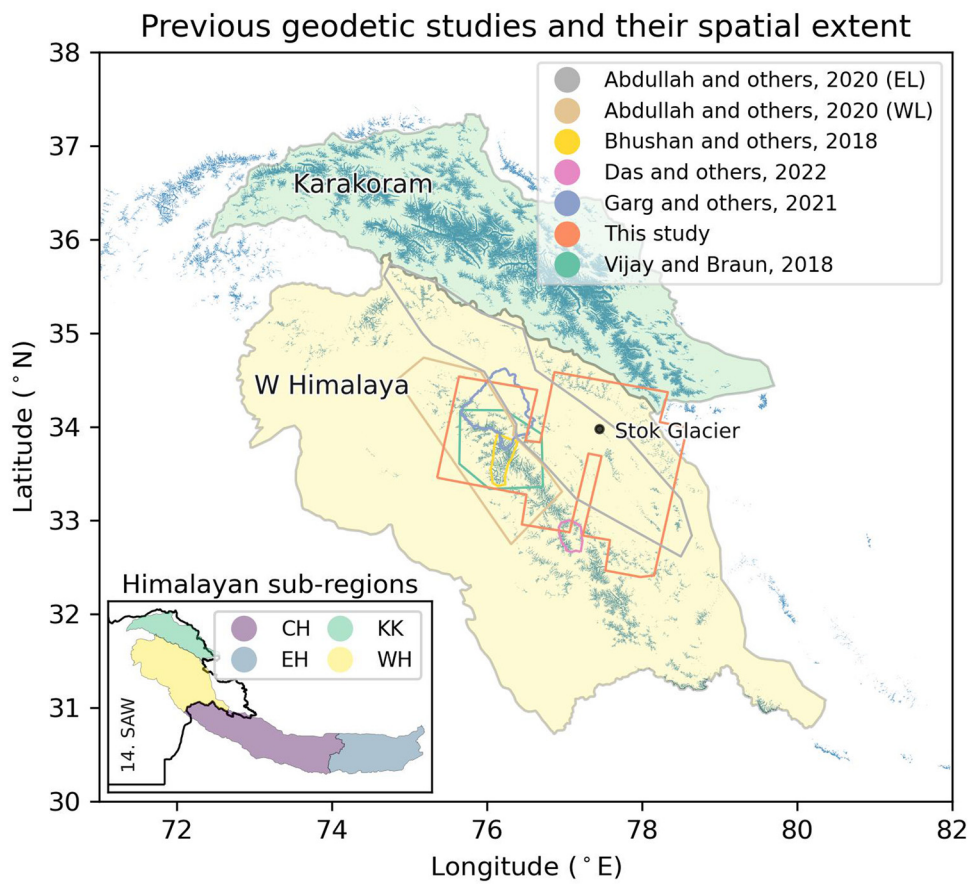 Previous geodetic studies and their spatial extent
38
37
36
35
34
33
32
31
30
Latitude (°N)
Abdullah and others, 2020 (EL)
Abdullah and others, 2020 (WL)
Bhushan and others, 2018
Das and others, 2022
Garg and others, 2021
This study
Vijay and Braun, 2018
Karakoram
W Himalaya
Stok Glacier
Himalayan sub-regions
CH
KK
EH
WH
14. SAW
72
74
76
78
80
82
Longitude (°E)